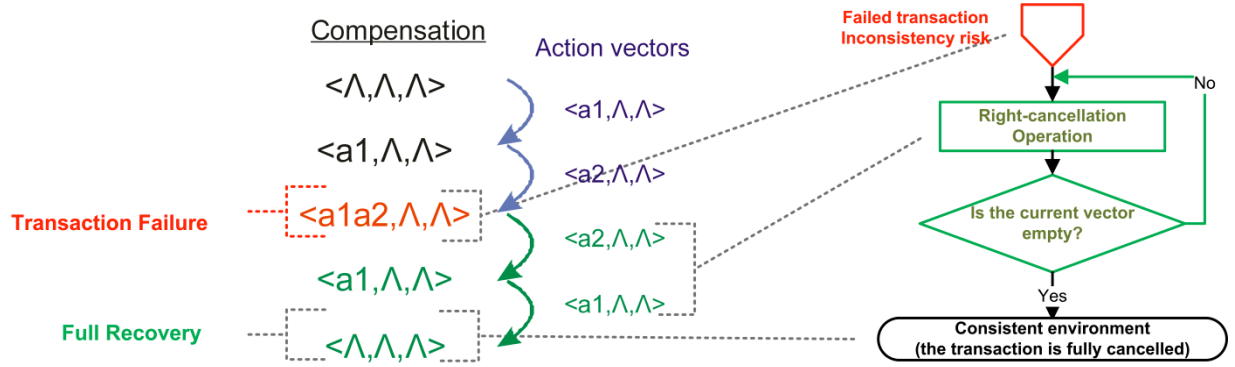 Compensation
Action vectors
<Λ,Λ,Λ>
<a1,Λ,Λ>
<a1,Λ,Λ>
<a2,Λ,Λ>
Transaction Failure
<a1a2,Λ,Λ>
<a2,Λ,Λ>
<a1,Λ,Λ>
<a1,Λ,Λ>
Full Recovery
<Λ,Λ,Λ>
Failed transaction
Inconsistency risk
No
Right-cancellation
Operation
Is the current vector
empty?
Yes
Consistent environment
(the transaction is fully cancelled)